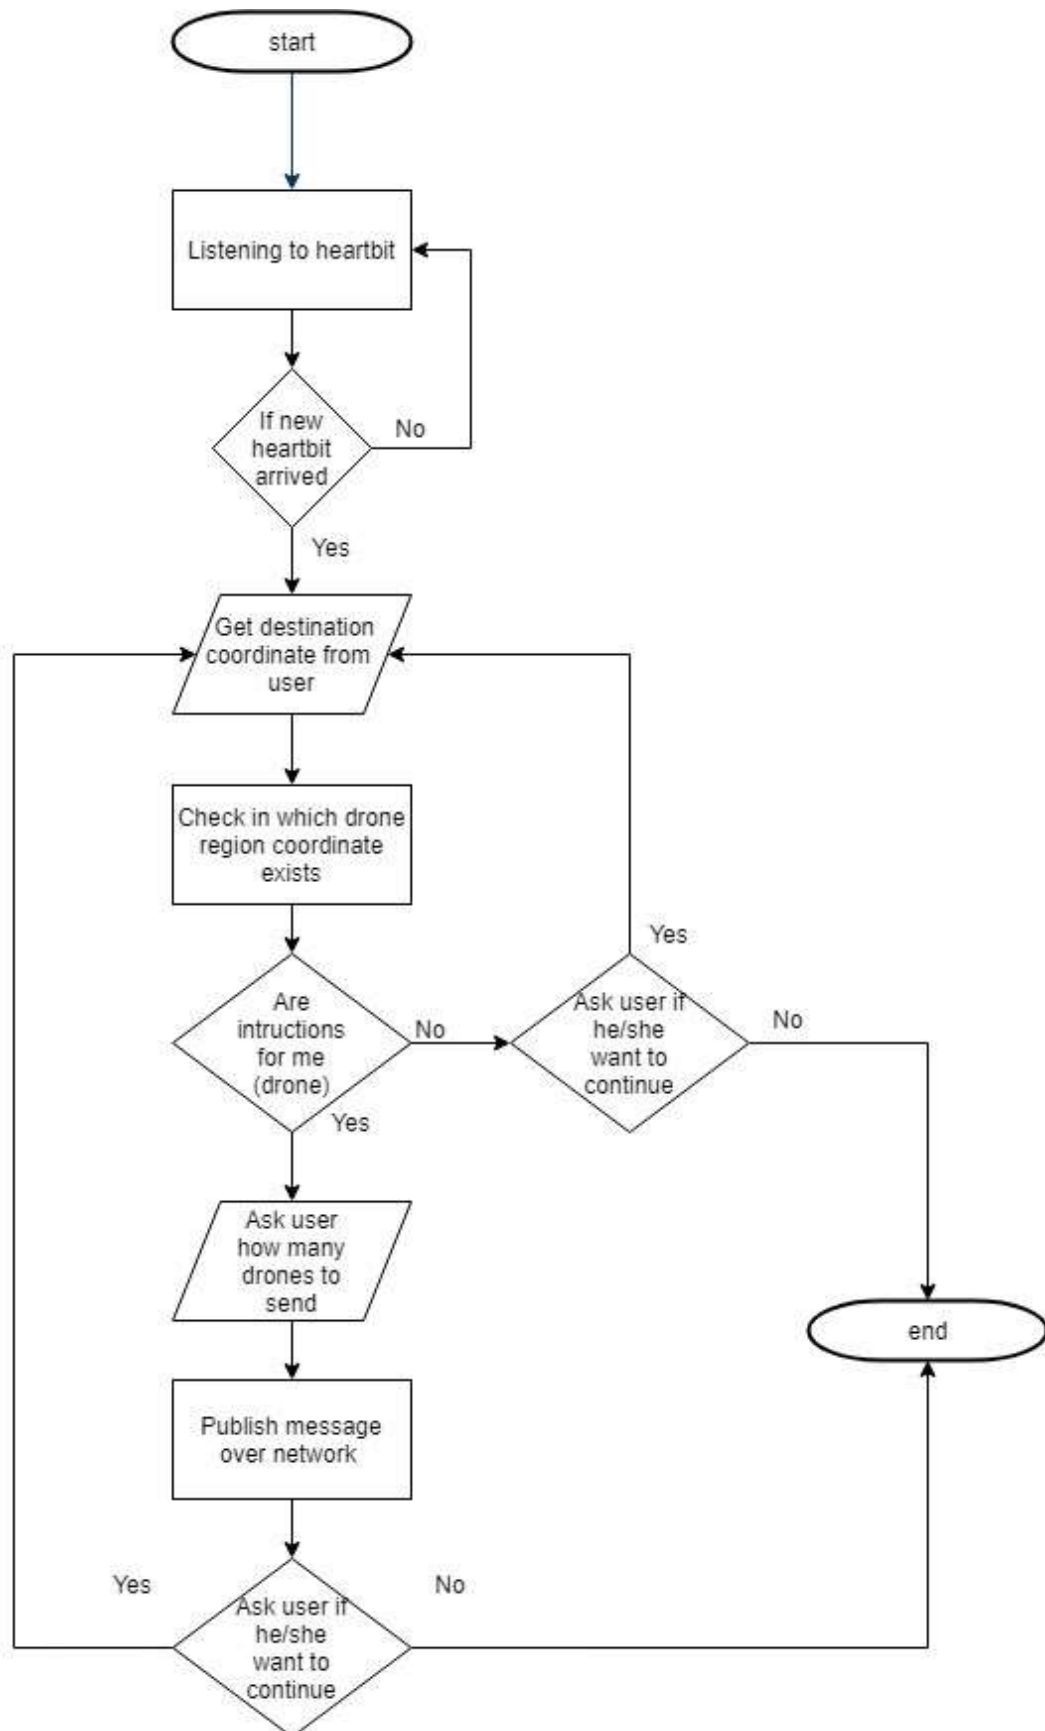 start
Listening to heartbit
If new
heartbit
arrived
No
Yes
Get destination
coordinate from
user
Check in which drone
region coordinate
exists
Are
intructions
for me
(drone)
No
Yes
Ask user if
he/she
want to
continue
Yes
No
Ask user
how many
drones to
send
end
Publish message
over network
Yes
No
Ask user if
he/she
want to
continue